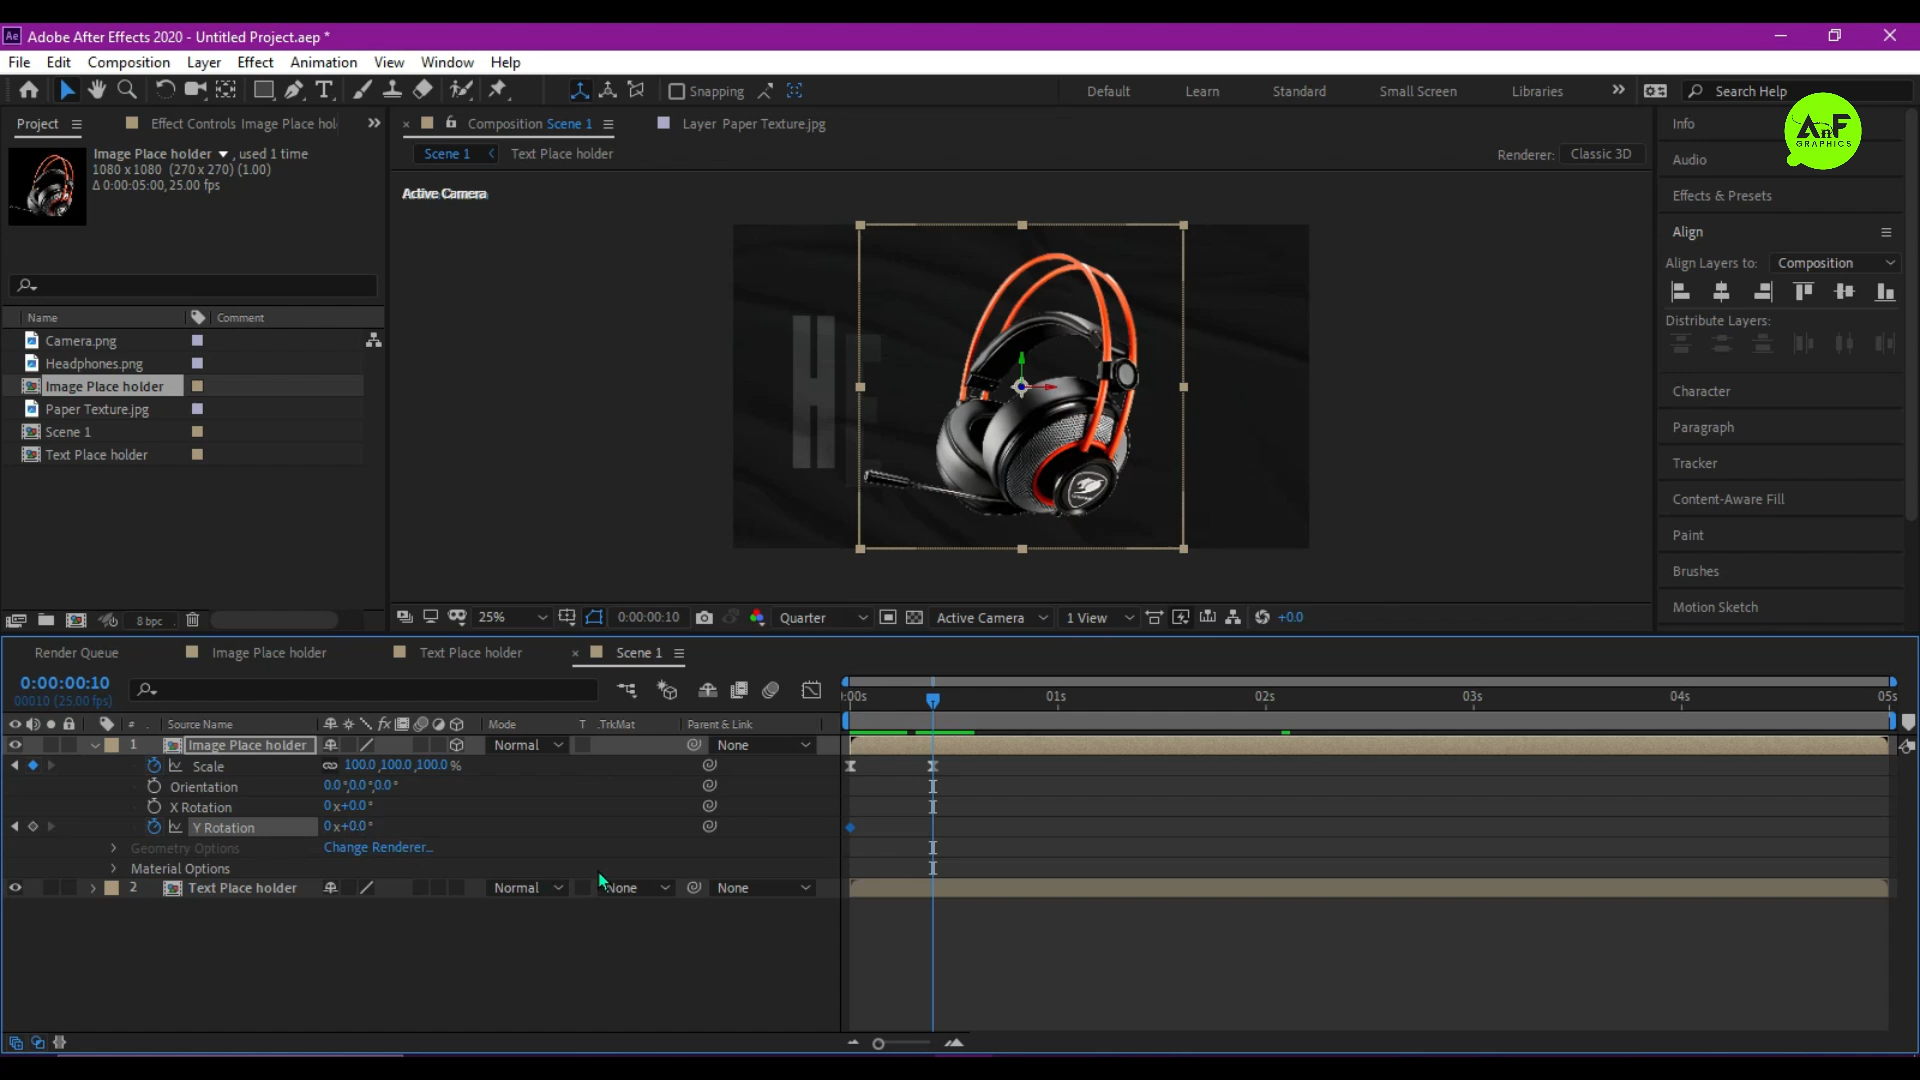 Ae Adobe After Effects 2020 - Untitled Project.aep *
File Edit Composition Layer Effect Animation View Window Help
Snapping Default Learn Standard Small Screen Libraries Search Help
AnF
GRAPHICS
Project Effect Controls Image Place hol
Composition Scene 1 Layer Paper Texture.jpg
Info
Image Place holder , used 1 time
1080 x 1080 (270 x 270) (1.00)
Δ 0:00:05:00, 25.00 fps
Scene 1 Text Place holder
Renderer: Classic 3D
Active Camera
HE
Audio
Effects & Presets
Align
Align Layers to: Composition
Distribute Layers:
Character
Paragraph
Tracker
Content-Aware Fill
Paint
Brushes
Motion Sketch
Name Comment
Camera.png
Headphones.png
Image Place holder
Paper Texture.jpg
Scene 1
Text Place holder
8 bpc
25% 0:00:00:10 Quarter Active Camera 1 View +0.0
Render Queue Image Place holder Text Place holder Scene 1
0:00:00:10
00010 (25.00 fps)
:00s 01s 02s 03s 04s 05s
# Source Name fx Mode T .TrkMat Parent & Link
1 Image Place holder Normal None
Scale 100.0,100.0,100.0 %
Orientation 0.0°,0.0°,0.0°
X Rotation 0x+0.0°
Y Rotation 0x+0.0°
Geometry Options Change Renderer...
Material Options
2 Text Place holder Normal None None